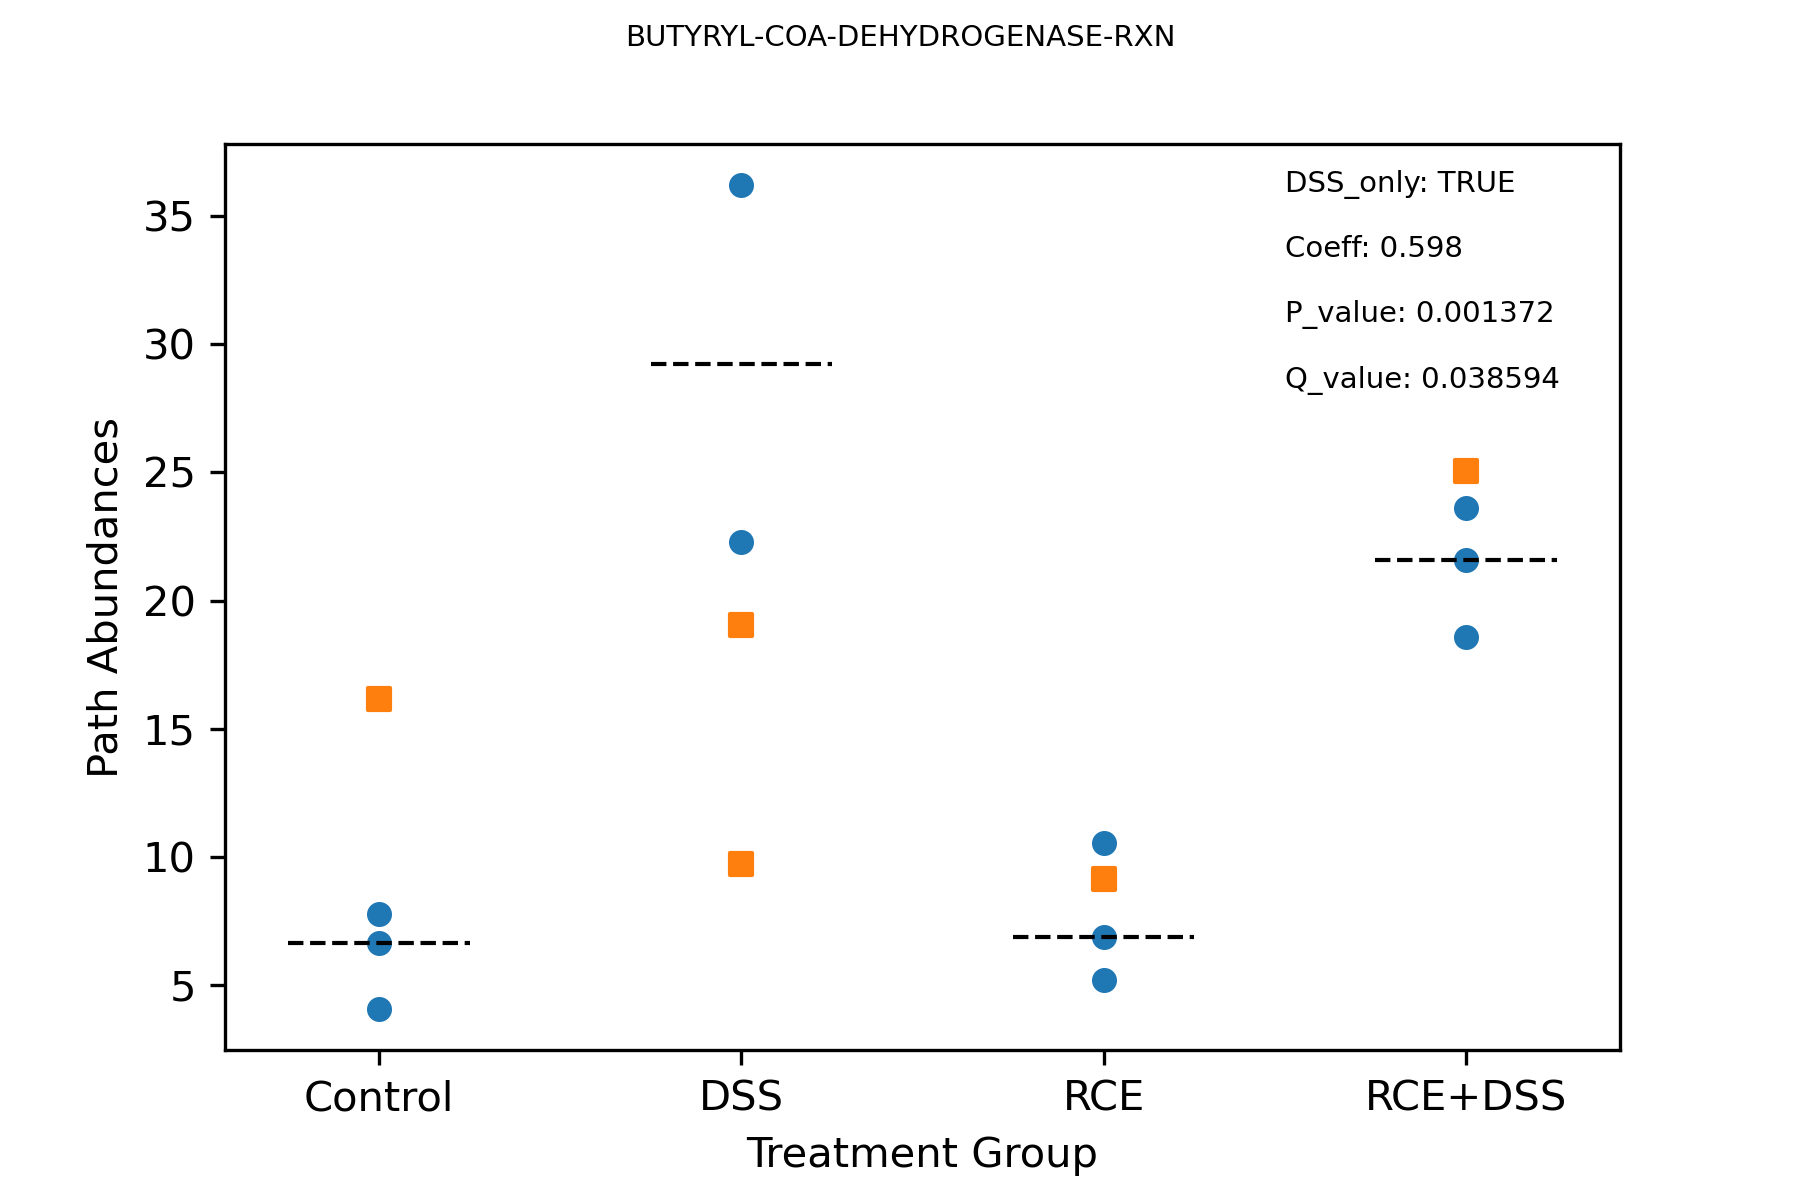 BUTYRYL-COA-DEHYDROGENASE-RXN
DSS_only: TRUE
Coeff: 0.598
P_value: 0.001372
Q_value: 0.038594
35
30
25
20
15
10
5
Path Abundances
Control DSS RCE RCE+DSS
Treatment Group